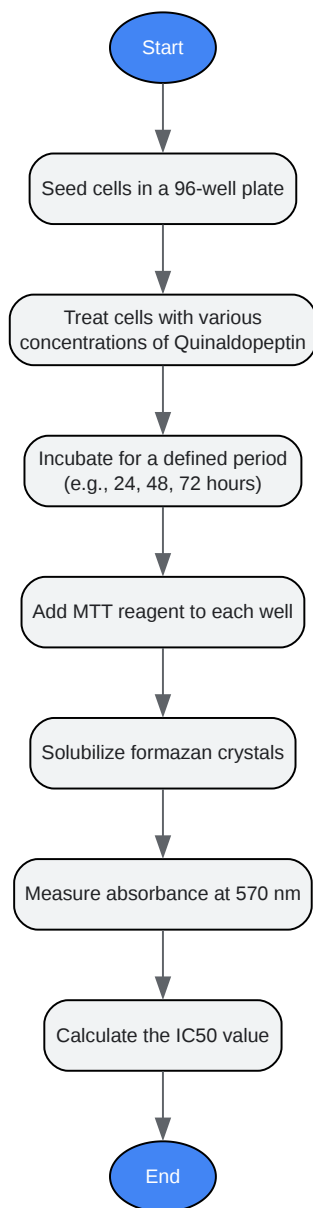 Start
Seed cells in a 96-well plate
Treat cells with various
concentrations of Quinaldopeptin
Incubate for a defined period
(e.g., 24, 48, 72 hours)
Add MTT reagent to each well
Solubilize formazan crystals
Measure absorbance at 570 nm
Calculate the IC50 value
End